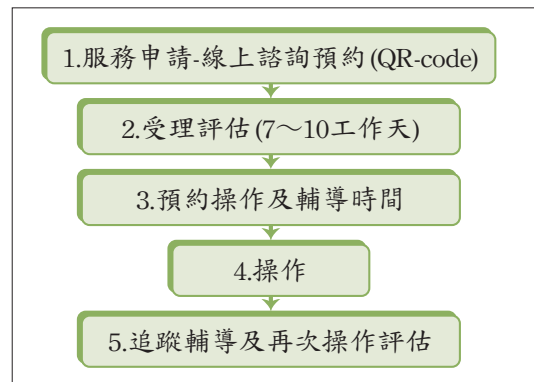 1.服務申請-線上諮詢預約(QR-code)
2.受理評估(7～10工作天)
3.預約操作及輔導時間
4.操作
5.追蹤輔導及再次操作評估